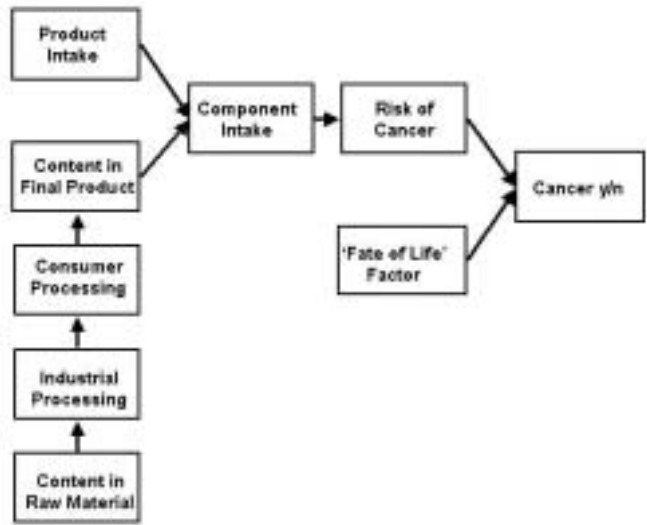 Product
Intake
Component
Intake
Risk of
Cancer
Content in
Final Product
Cancer y/n
'Fate of Life'
Factor
Consumer
Processing
Industrial
Processing
Content in
Raw Material